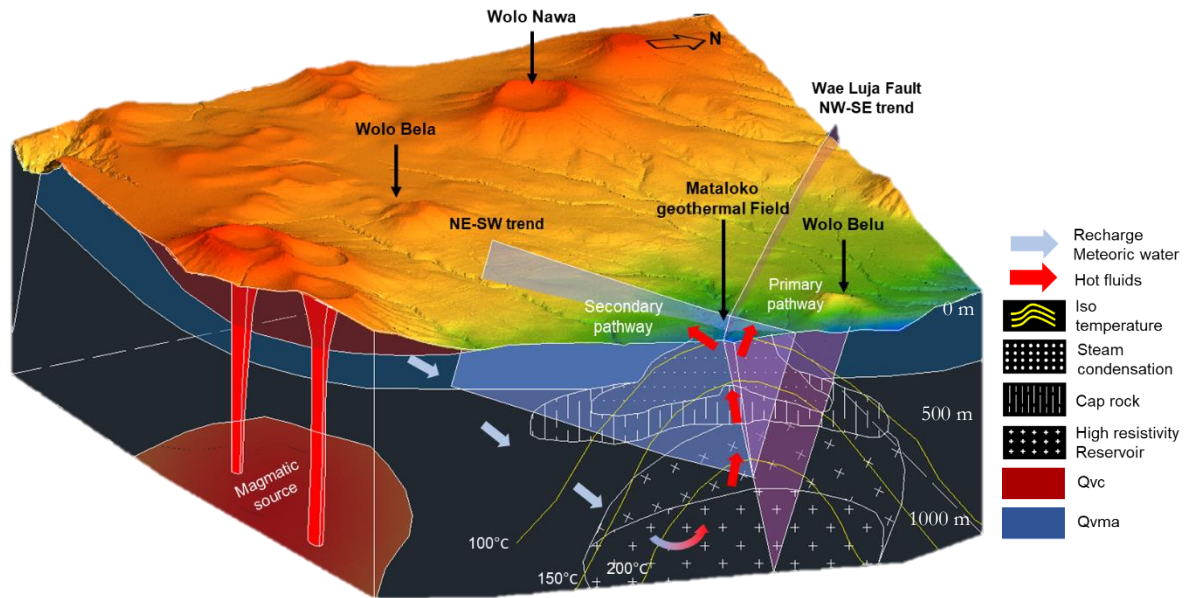 Wolo Nawa
N
Wae Luja Fault
NW-SE trend
Wolo Bela
Mataloko
geothermal Field
NE-SW trend
Wolo Belu
Primary
pathway
Secondary
pathway
0 m
500 m
1000 m
Magmatic
source
100°C
150°C
200°C
Recharge
Meteoric water
Hot fluids
Iso
temperature
Steam
condensation
Cap rock
High resistivity
Reservoir
Qvc
Qvma